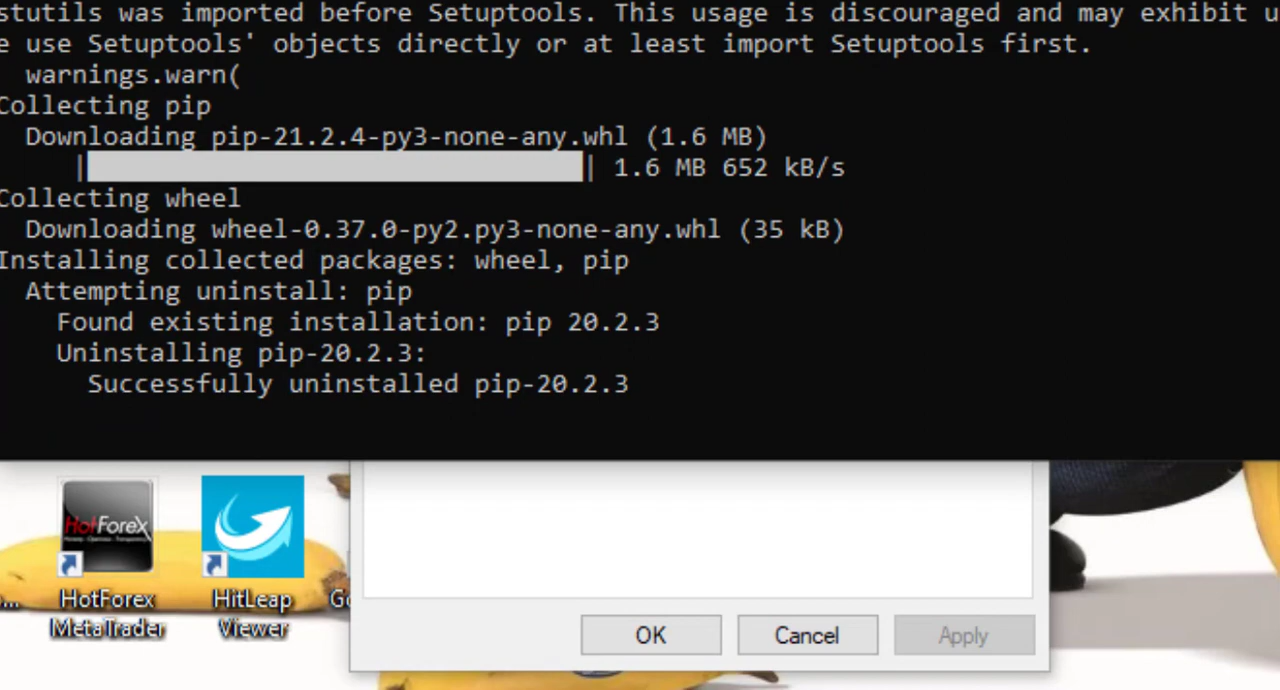 stutils was imported before Setuptools. This usage is discouraged and may exhibit u
e use Setuptools' objects directly or at least import Setuptools first.
warnings.warn(
Collecting pip
Downloading pip-21.2.4-py3-none-any.whl (1.6 MB)
|                                | 1.6 MB 652 kB/s
Collecting wheel
Downloading wheel-0.37.0-py2.py3-none-any.whl (35 kB)
Installing collected packages: wheel, pip
Attempting uninstall: pip
Found existing installation: pip 20.2.3
Uninstalling pip-20.2.3:
Successfully uninstalled pip-20.2.3
HotForex
... HotForex HitLeap Go
MetaTrader Viewer
OK Cancel Apply